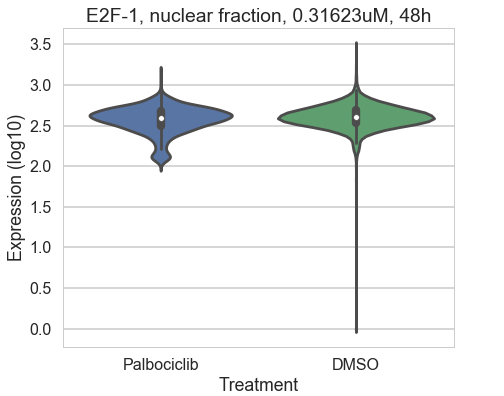 E2F-1, nuclear fraction, 0.31623uM, 48h
3.5
3.0
2.5
2.0
1.5
1.0
0.5
0.0
Expression (log10)
Palbociclib DMSO
Treatment